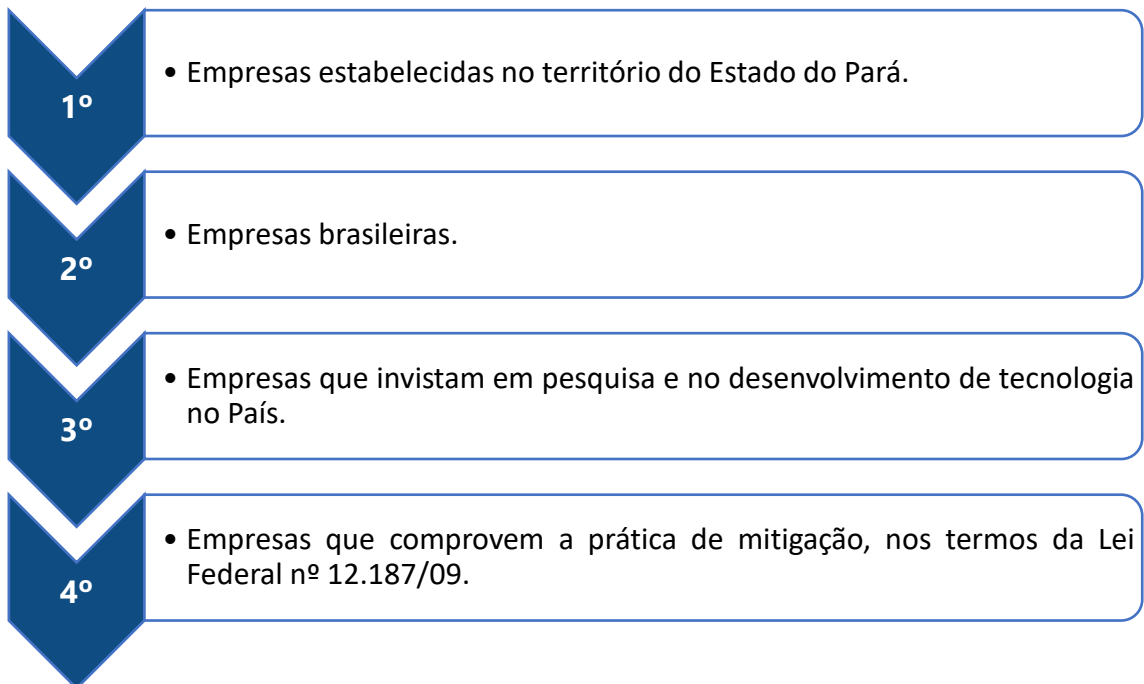 1º
• Empresas estabelecidas no território do Estado do Pará.
2º
• Empresas brasileiras.
3º
• Empresas que invistam em pesquisa e no desenvolvimento de tecnologia
no País.
4º
• Empresas que comprovem a prática de mitigação, nos termos da Lei
Federal nº 12.187/09.